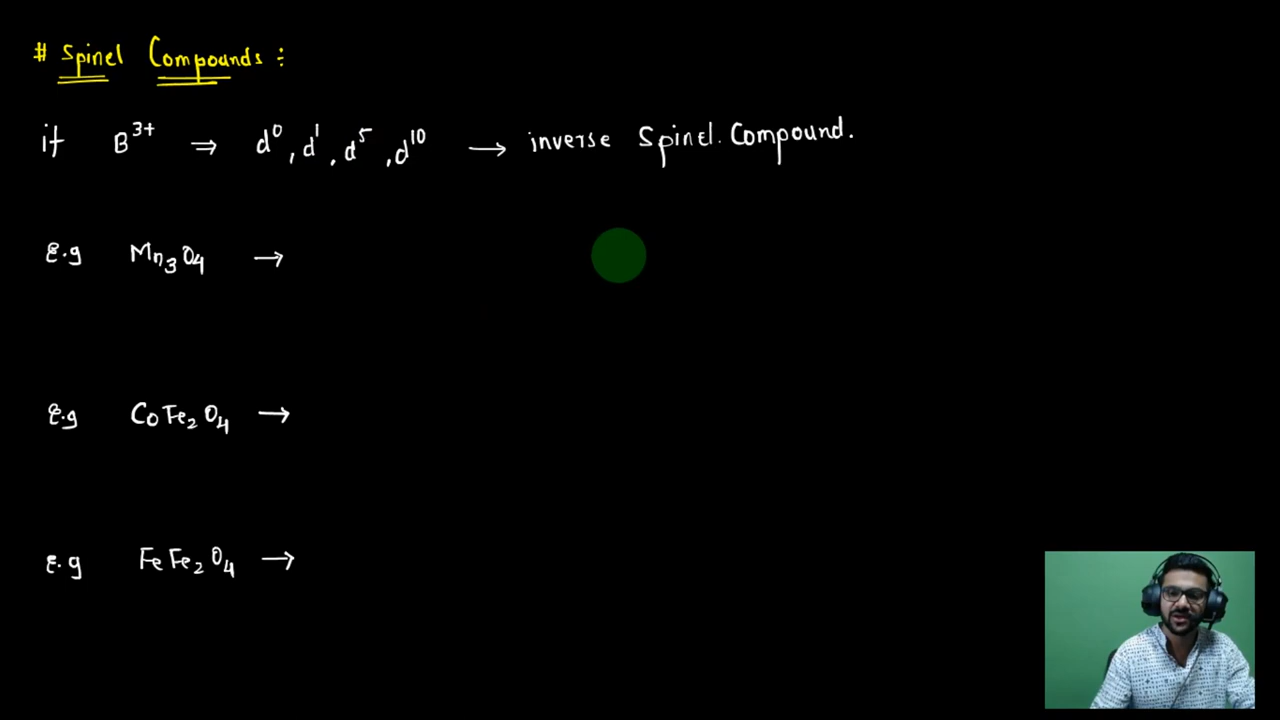 # Spinel Compounds :
if B³⁺ ⇒ d⁰, d¹, d⁵, d¹⁰ → inverse Spinel. Compound.
E.g Mn₃O₄ →
E.g CoFe₂O₄ →
E.g FeFe₂O₄ →